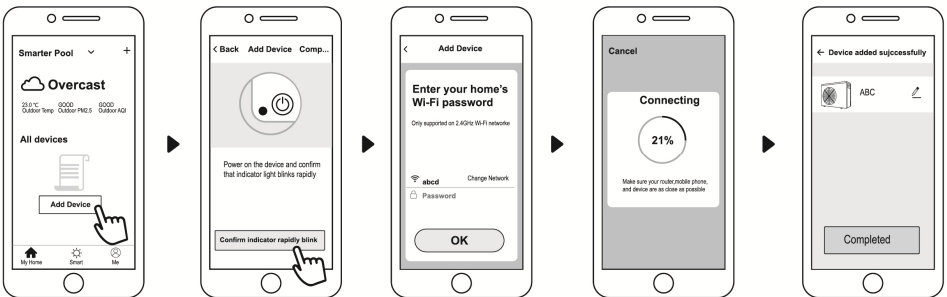 Smarter Pool
+
Overcast
23.0 °C GOOD GOOD
Outdoor Temp Outdoor PM2.5 Outdoor AQI
All devices
Add Device
My Home Smart Me
< Back Add Device Comp...
Power on the device and confirm
that indicator light blinks rapidly
Confirm indicator rapidly blink
< Add Device
Enter your home's
Wi-Fi password
Only supported on 2.4GHz Wi-Fi networke
abcd Change Network
Password
OK
Cancel
Connecting
21%
Make sure your router,mobile phone,
and device are as close as possible
← Device added sujccessfully
ABC
Completed